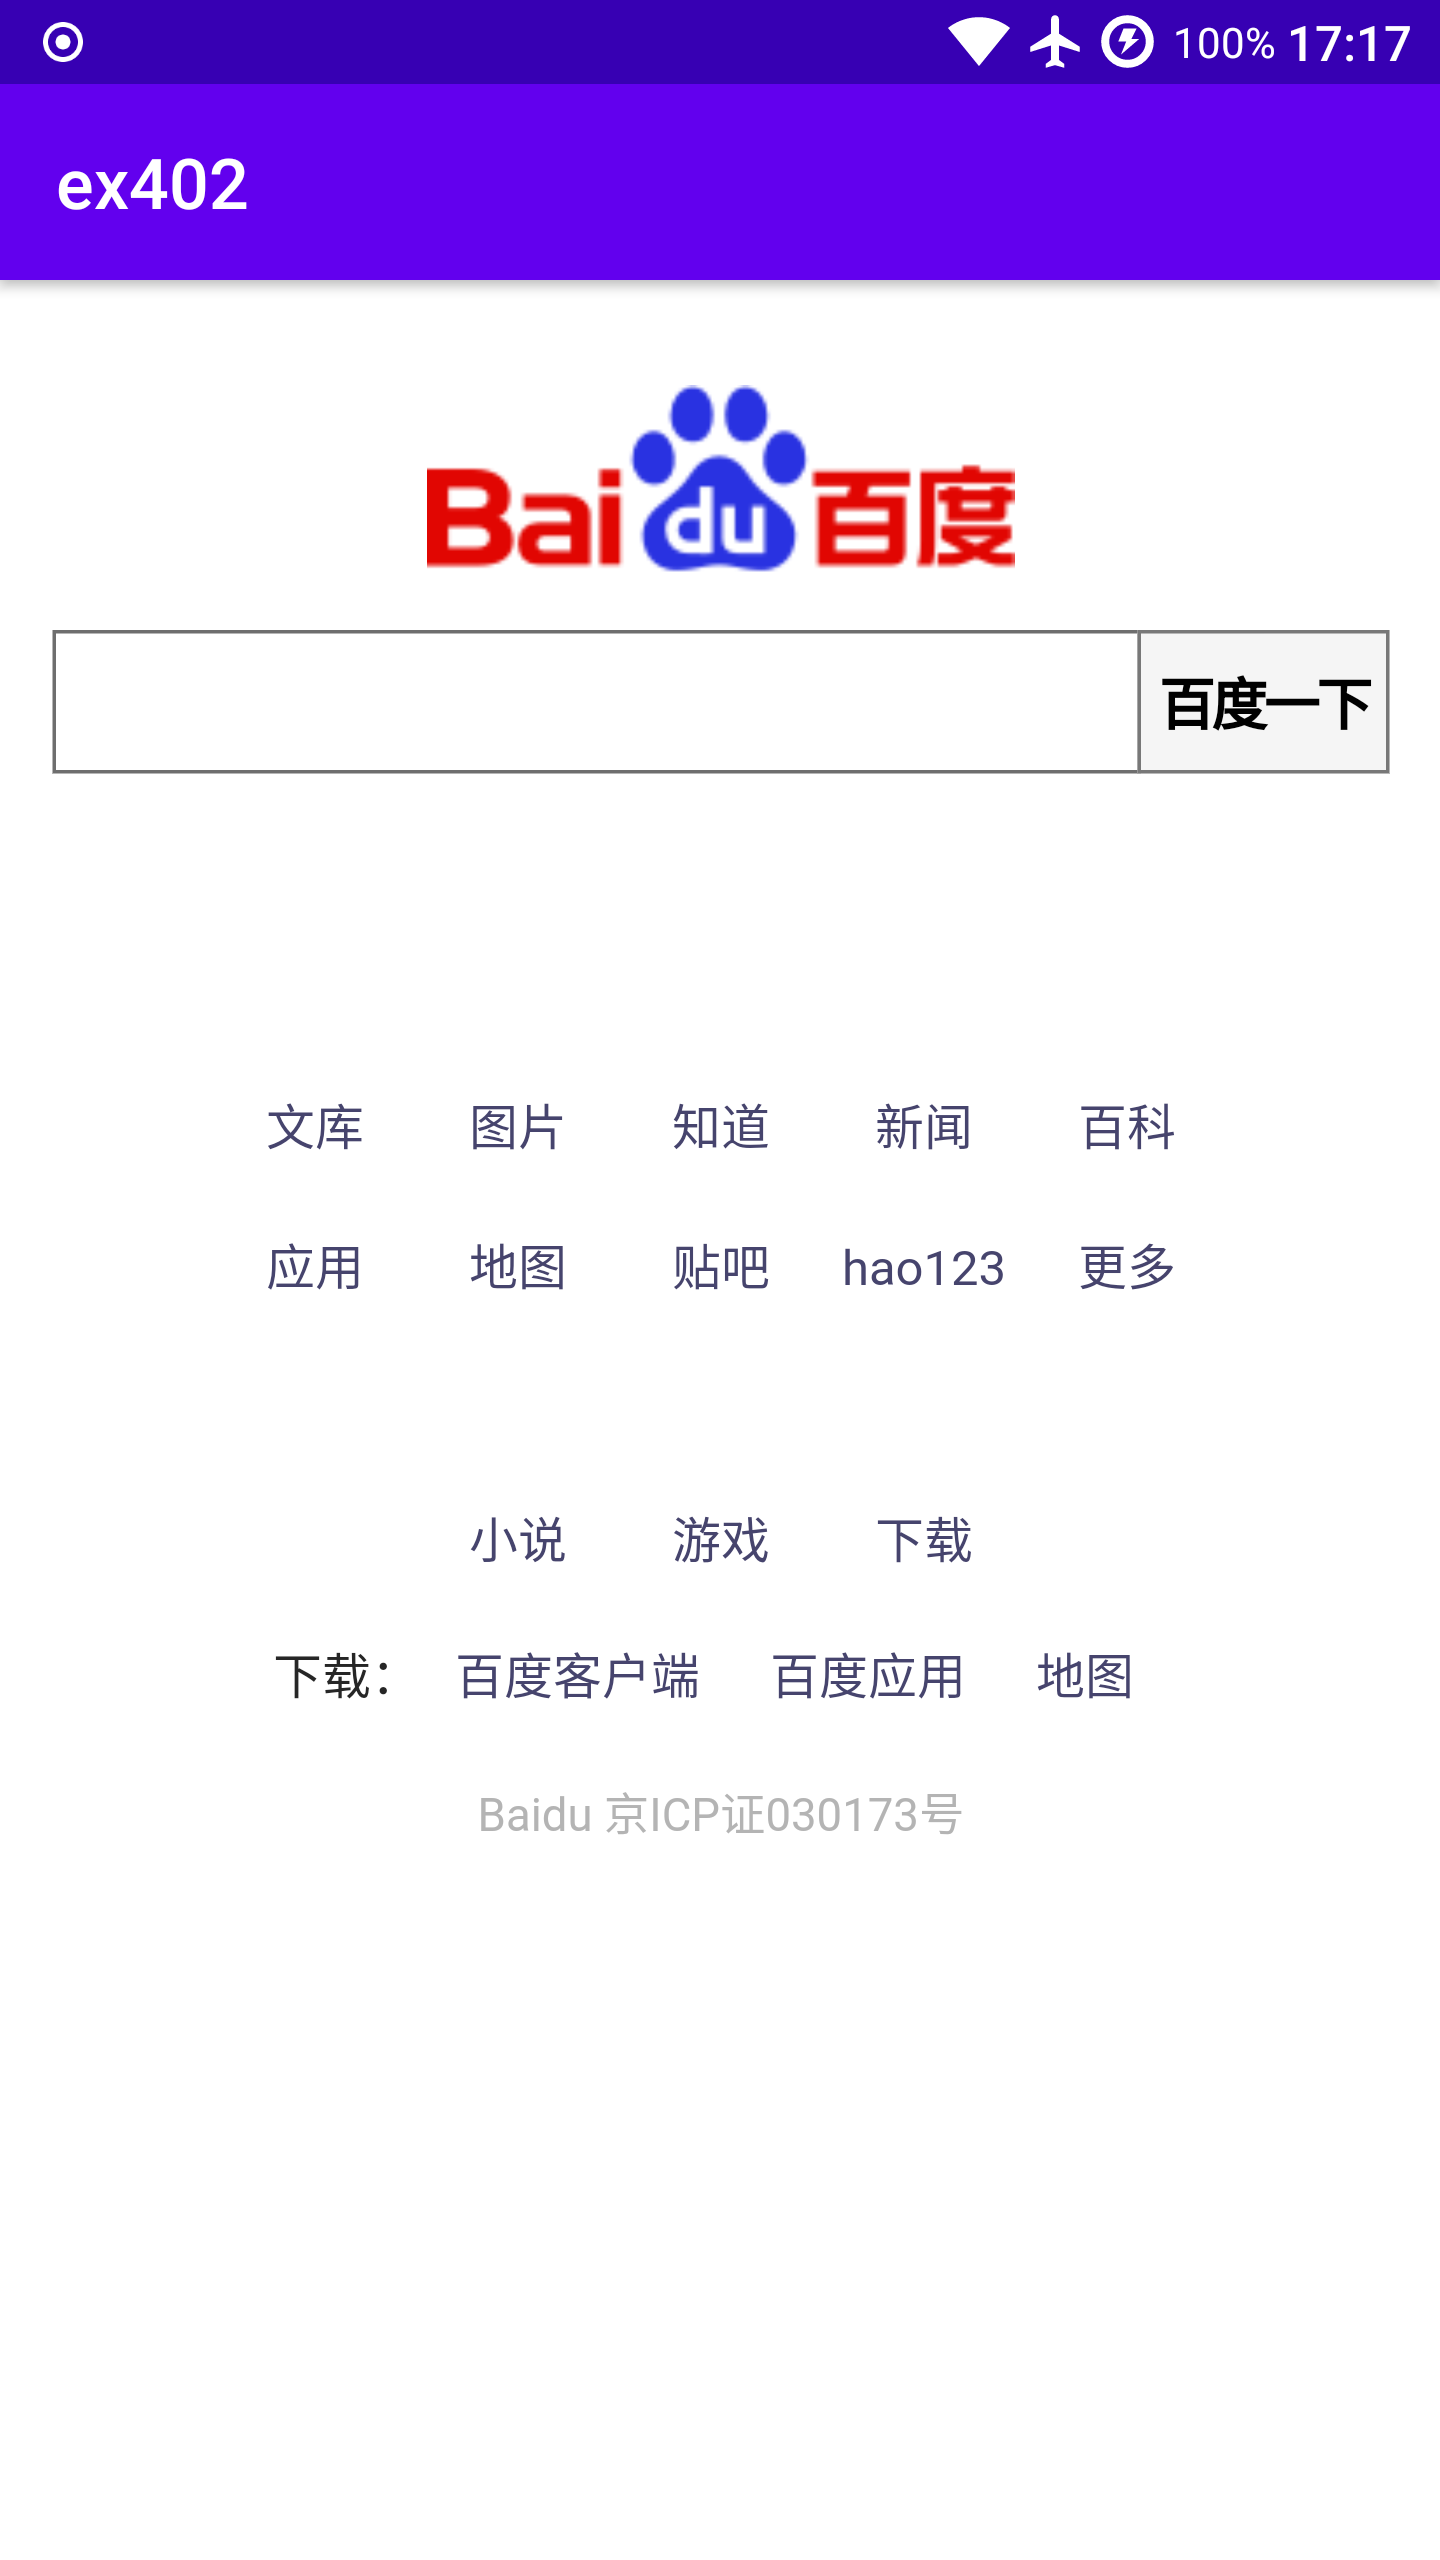 100% 17:17
ex402
Bai du 百度
百度一下
文库 图片 知道 新闻 百科
应用 地图 贴吧 hao123 更多
小说 游戏 下载
下载： 百度客户端 百度应用 地图
Baidu 京ICP证030173号